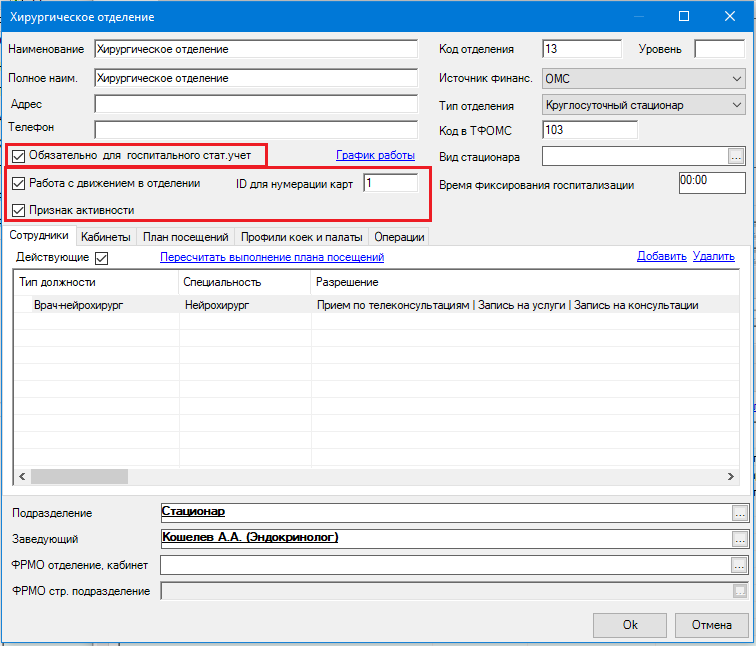 Хирургическое отделение
Наименование Хирургическое отделение Код отделения 13 Уровень
Полное наим. Хирургическое отделение Источник финанс. ОМС
Адрес Тип отделения Круглосуточный стационар
Телефон Код в ТФОМС 103
Обязательно для госпитального стат.учет График работы Вид стационара ...
Работа с движением в отделении ID для нумерации карт 1 Время фиксирования госпитализации 00:00
Признак активности
Сотрудники Кабинеты План посещений Профили коек и палаты Операции
Действующие Пересчитать выполнение плана посещений Добавить Удалить
Тип должности Специальность Разрешение
Врач-нейрохирург Нейрохирург Прием по телеконсультациям | Запись на услуги | Запись на консультации
Подразделение Стационар ...
Заведующий Кошелев А.А. (Эндокринолог) ...
ФРМО отделение, кабинет ...
ФРМО стр. подразделение ...
Ok Отмена